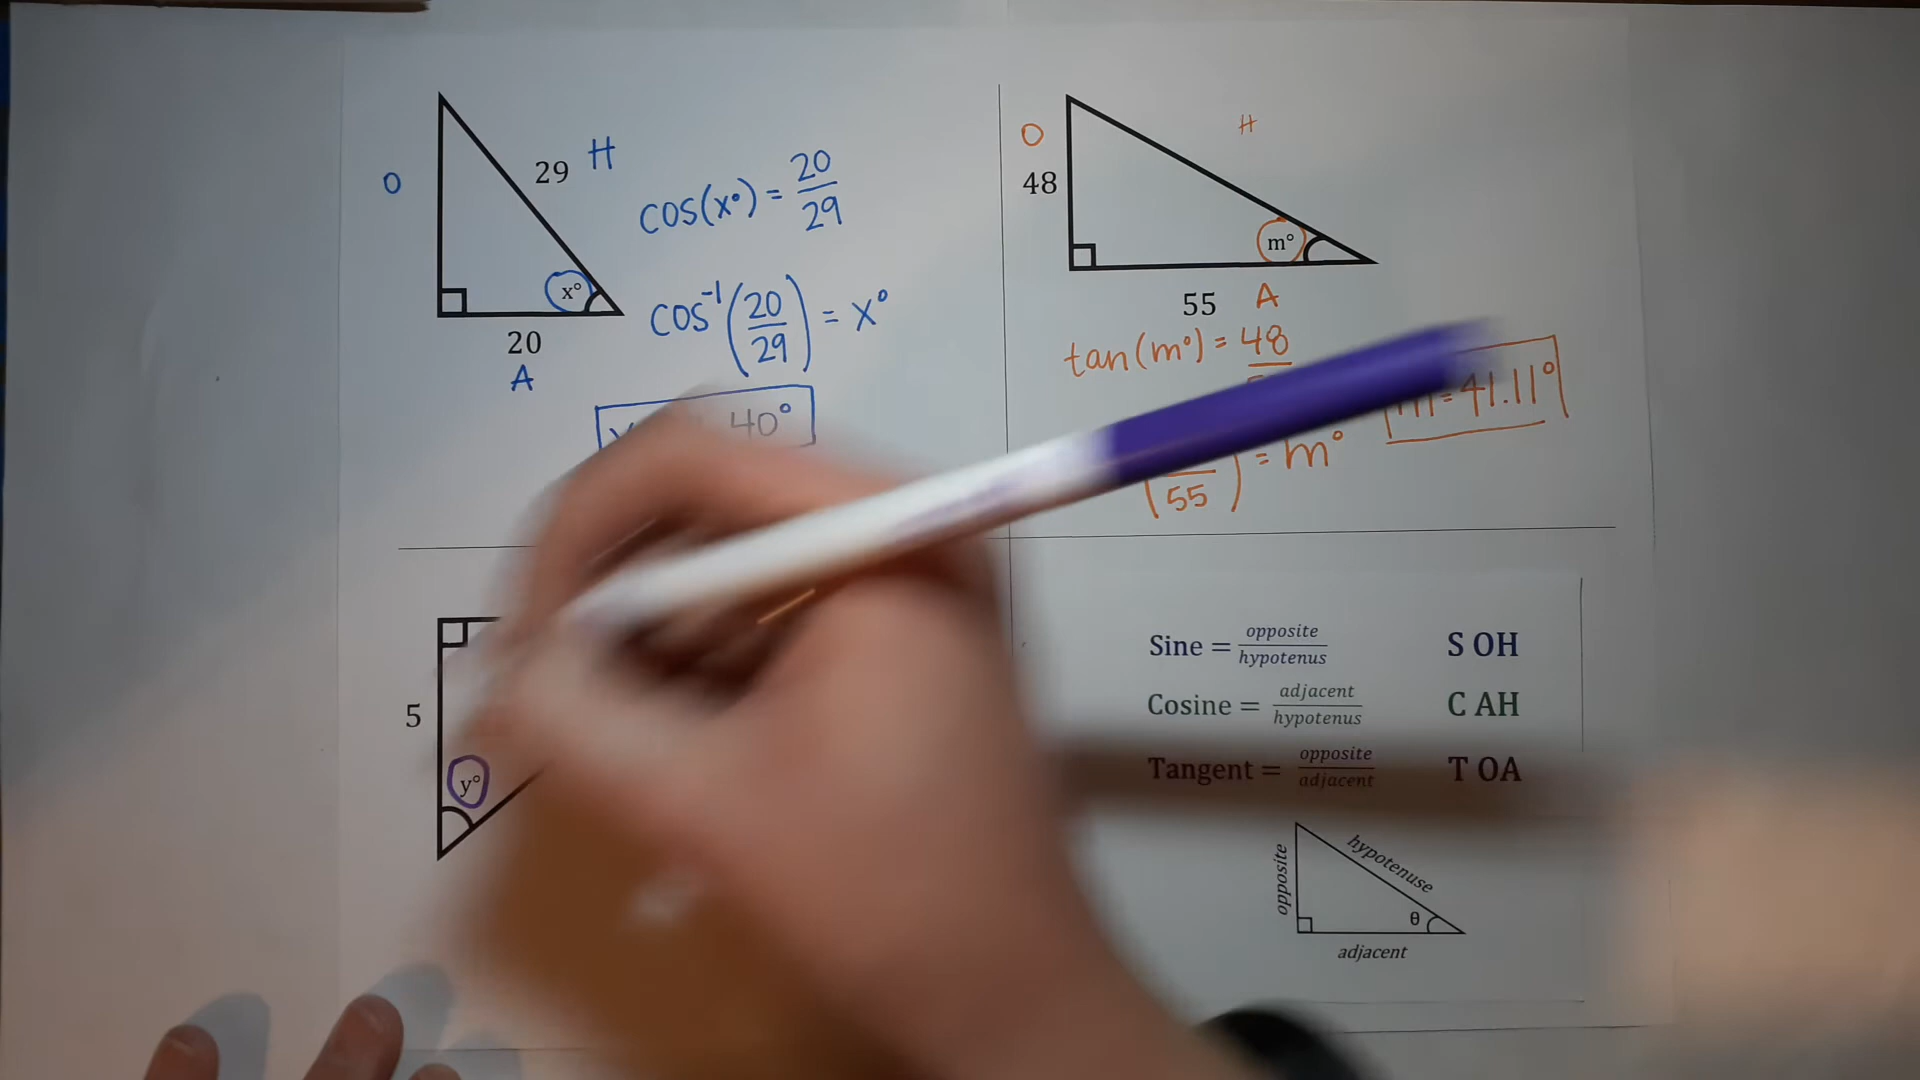 O
29 H
20
A
x°
cos(x°) = 20/29
cos⁻¹(20/29) = x°
40°
O
H
48
m°
55 A
tan(m°) = 48
= 41.11°
55) = m°
5
y°
Sine = opposite/hypotenus S OH
Cosine = adjacent/hypotenus C AH
Tangent = opposite/adjacent T OA
opposite
hypotenuse
θ
adjacent